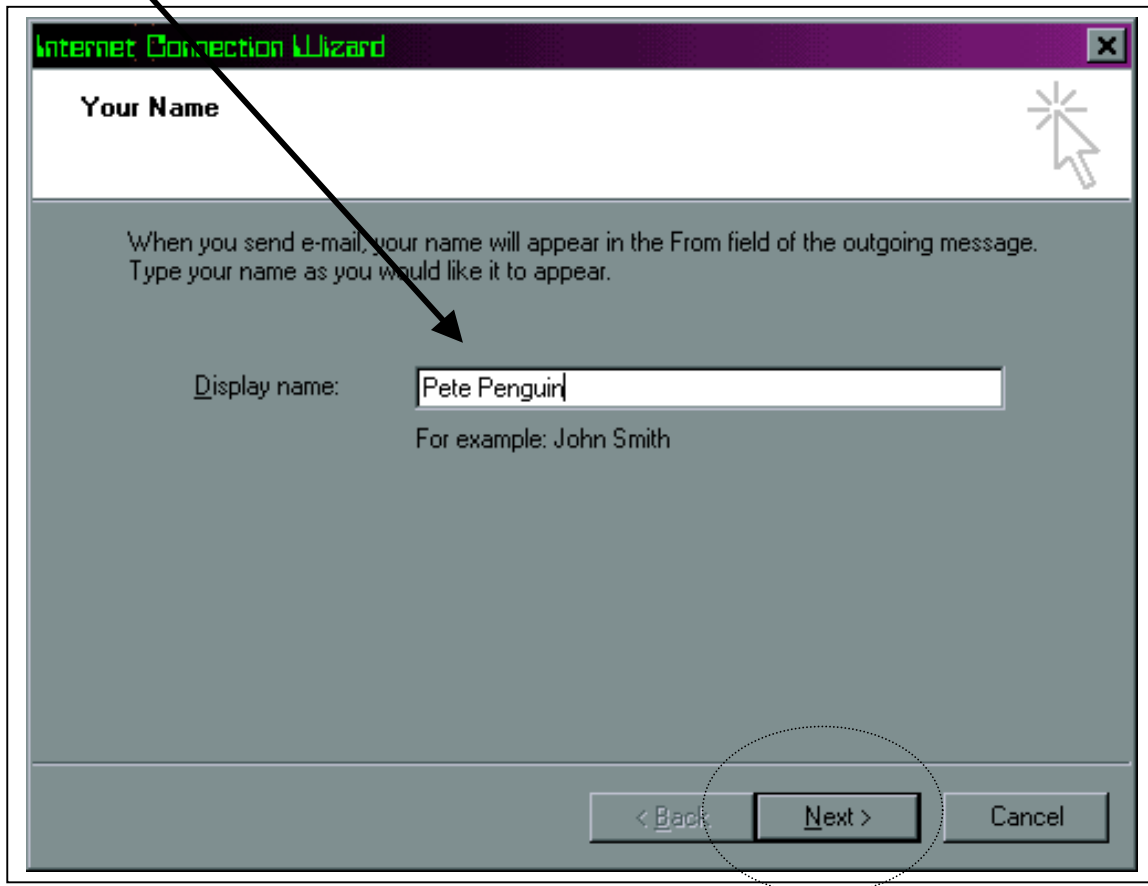 Internet Connection Wizard
Your Name
When you send e-mail, your name will appear in the From field of the outgoing message.
Type your name as you would like it to appear.
Display name: Pete Penguin
For example: John Smith
< Back Next > Cancel